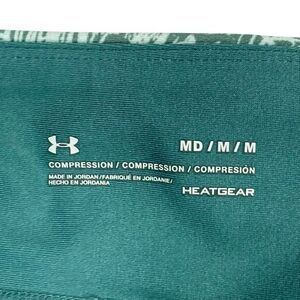 MD / M / M
COMPRESSION / COMPRESSION / COMPRESIÓN
MADE IN JORDAN / FABRIQUÉ EN JORDANIE /
HECHO EN JORDANIA
HEATGEAR